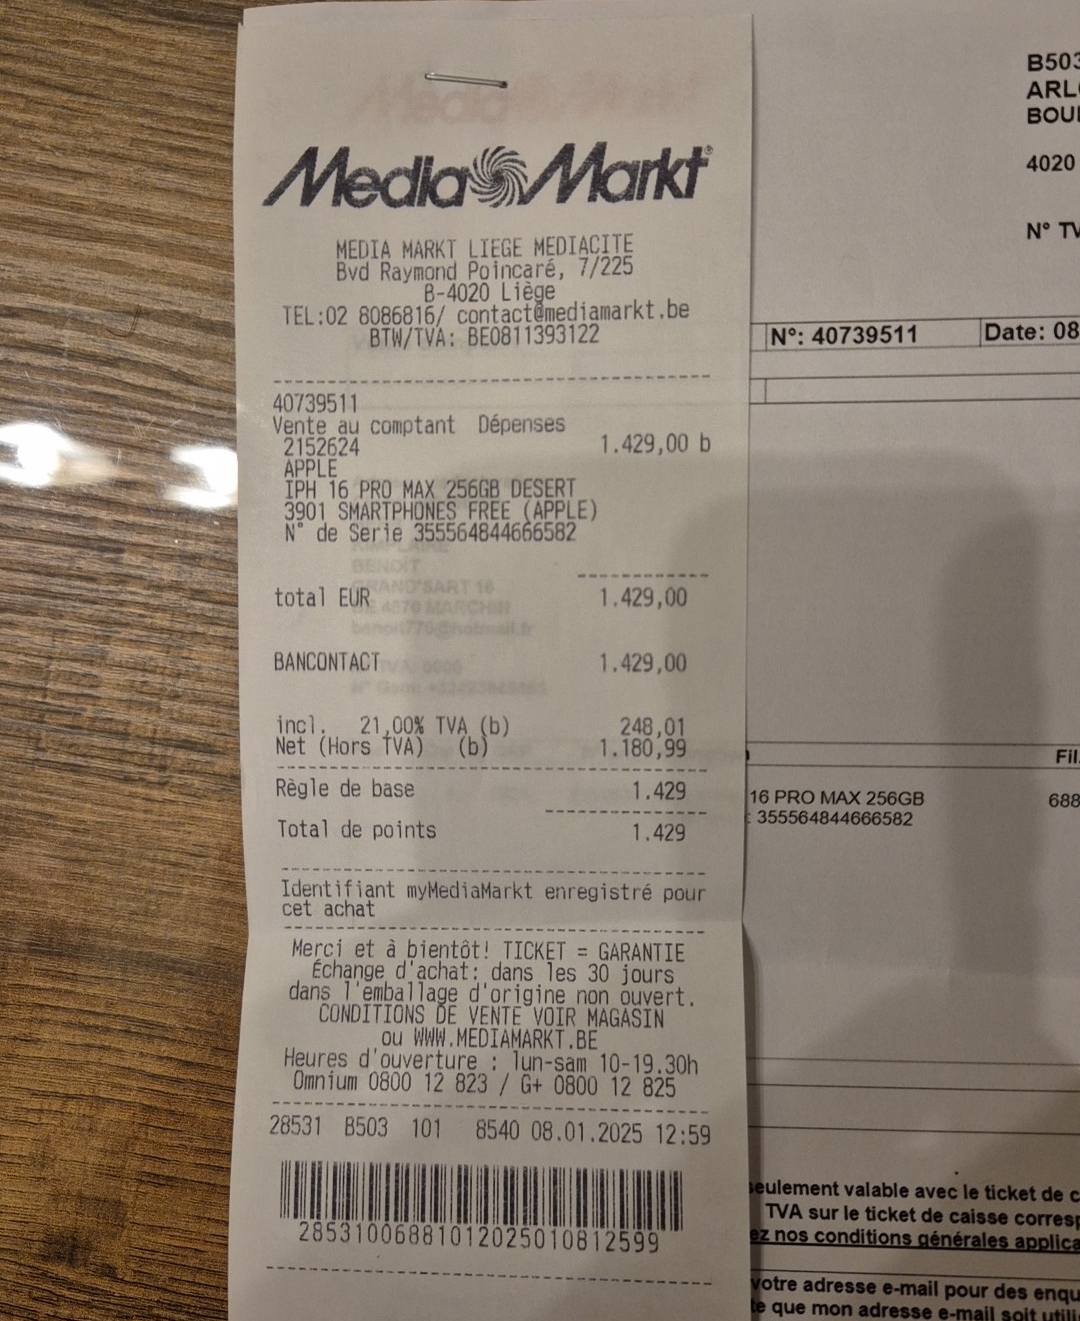 MediaMarkt®
MEDIA MARKT LIEGE MEDIACITE
Bvd Raymond Poincaré, 7/225
B-4020 Liège
TEL:02 8086816/ contact@mediamarkt.be
BTW/TVA: BE0811393122
40739511
Vente au comptant Dépenses
2152624 1.429,00 b
APPLE
IPH 16 PRO MAX 256GB DESERT
3901 SMARTPHONES FREE (APPLE)
N° de Serie 355564844666582
total EUR 1.429,00
BANCONTACT 1.429,00
incl. 21,00% TVA (b) 248,01
Net (Hors TVA) (b) 1.180,99
Règle de base 1.429
Total de points 1.429
Identifiant myMediaMarkt enregistré pour
cet achat
Merci et à bientôt! TICKET = GARANTIE
Échange d'achat: dans les 30 jours
dans l'emballage d'origine non ouvert.
CONDITIONS DE VENTE VOIR MAGASIN
ou WWW.MEDIAMARKT.BE
Heures d'ouverture : lun-sam 10-19.30h
Omnium 0800 12 823 / G+ 0800 12 825
28531 B503 101 8540 08.01.2025 12:59
2853100688101202501081 2599
B503
ARL
BOU
4020
N° TV
N°: 40739511 Date: 08
Fil.
16 PRO MAX 256GB 688
: 355564844666582
seulement valable avec le ticket de c
TVA sur le ticket de caisse corresp
ez nos conditions générales applica
votre adresse e-mail pour des enqu
te que mon adresse e-mail soit utili